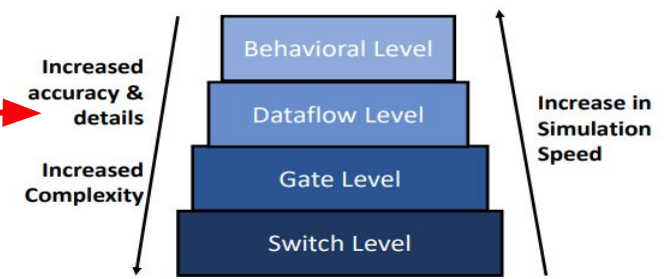 Behavioral Level
Increased
accuracy &
details
Dataflow Level
Increase in
Simulation
Speed
Increased
Complexity
Gate Level
Switch Level